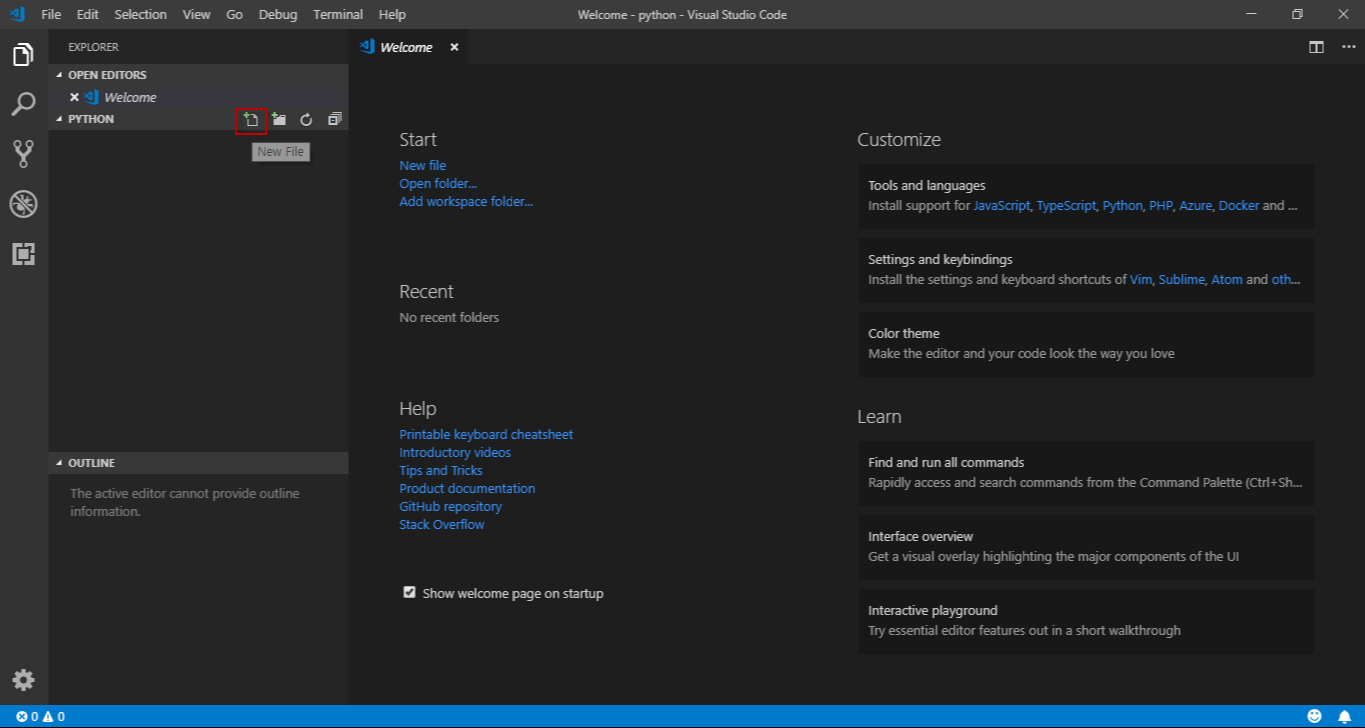 File Edit Selection View Go Debug Terminal Help
Welcome - python - Visual Studio Code
EXPLORER
OPEN EDITORS
Welcome
PYTHON
New File
OUTLINE
The active editor cannot provide outline
information.
Welcome
Start
New file
Open folder...
Add workspace folder...
Recent
No recent folders
Help
Printable keyboard cheatsheet
Introductory videos
Tips and Tricks
Product documentation
GitHub repository
Stack Overflow
Show welcome page on startup
Customize
Tools and languages
Install support for JavaScript, TypeScript, Python, PHP, Azure, Docker and ...
Settings and keybindings
Install the settings and keyboard shortcuts of Vim, Sublime, Atom and oth...
Color theme
Make the editor and your code look the way you love
Learn
Find and run all commands
Rapidly access and search commands from the Command Palette (Ctrl+Sh...
Interface overview
Get a visual overlay highlighting the major components of the UI
Interactive playground
Try essential editor features out in a short walkthrough
0 0